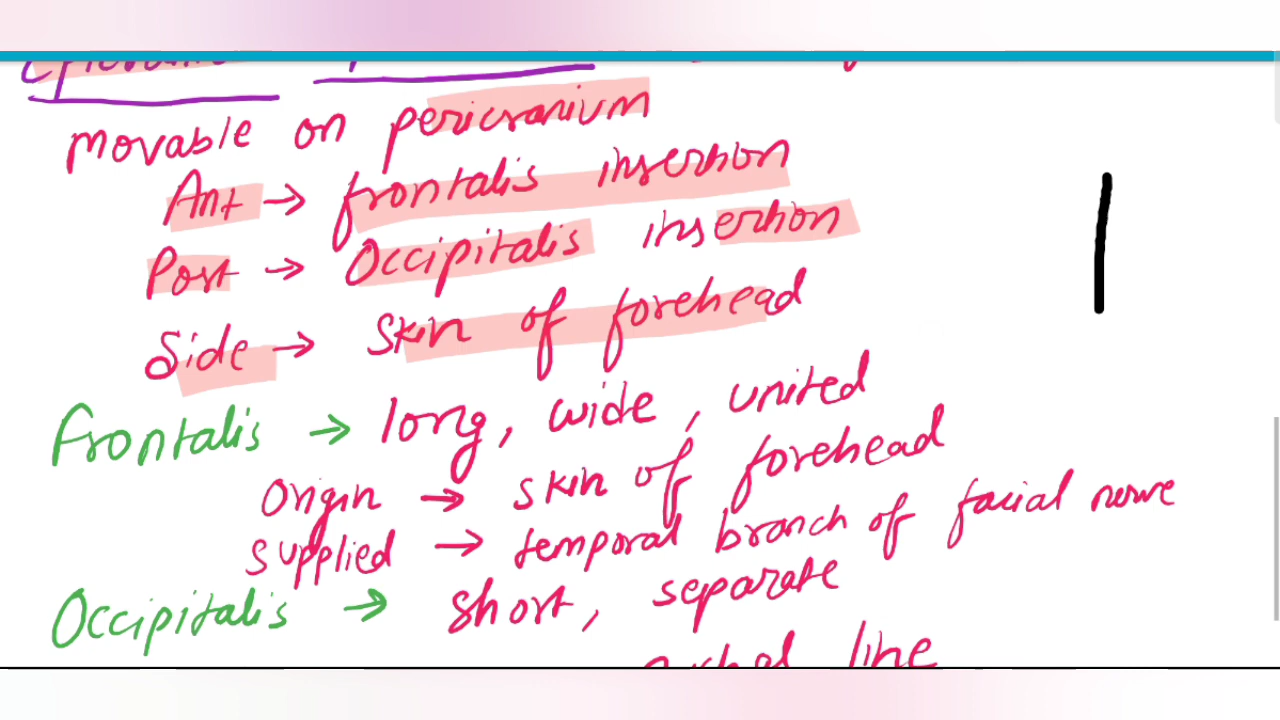 movable on pericranium
Ant → frontalis insertion
Post → Occipitalis insertion
Side → Skin of forehead
Frontalis → long, wide, united
Origin → skin of forehead
supplied → temporal branch of facial nerve
Occipitalis → short, separate
line